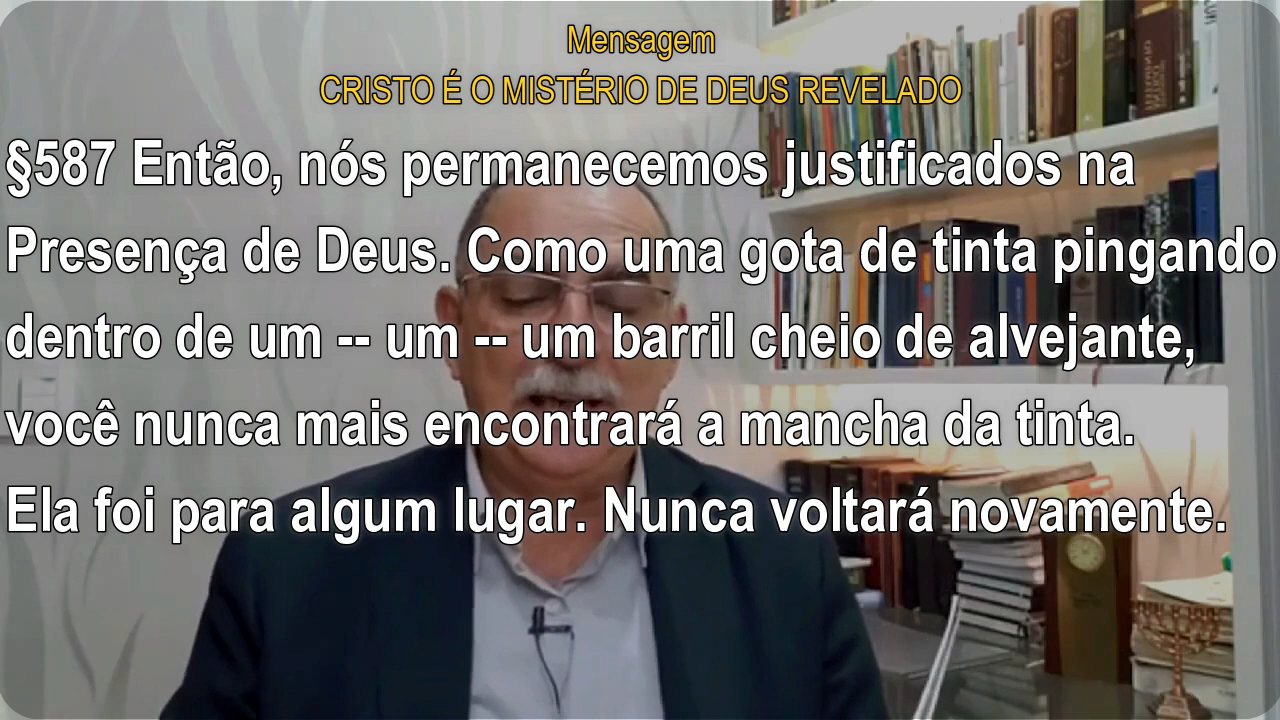 Mensagem
CRISTO É O MISTÉRIO DE DEUS REVELADO
§587 Então, nós permanecemos justificados na
Presença de Deus. Como uma gota de tinta pingando
dentro de um -- um -- um barril cheio de alvejante,
você nunca mais encontrará a mancha da tinta.
Ela foi para algum lugar. Nunca voltará novamente.